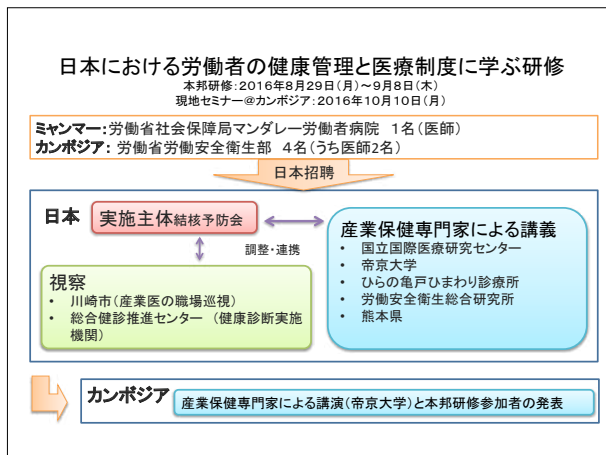 日本における労働者の健康管理と医療制度に学ぶ研修
本邦研修:2016年8月29日(月)~9月8日(木)
現地セミナー@カンボジア:2016年10月10日(月)
ミャンマー:労働省社会保障局マンダレー労働者病院 1名(医師)
カンボジア: 労働省労働安全衛生部 4名(うち医師2名)
日本招聘
日本
実施主体結核予防会
調整・連携
視察
• 川崎市(産業医の職場巡視)
• 総合健診推進センター (健康診断実施
機関)
産業保健専門家による講義
• 国立国際医療研究センター
• 帝京大学
• ひらの亀戸ひまわり診療所
• 労働安全衛生総合研究所
• 熊本県
カンボジア
産業保健専門家による講演(帝京大学)と本邦研修参加者の発表